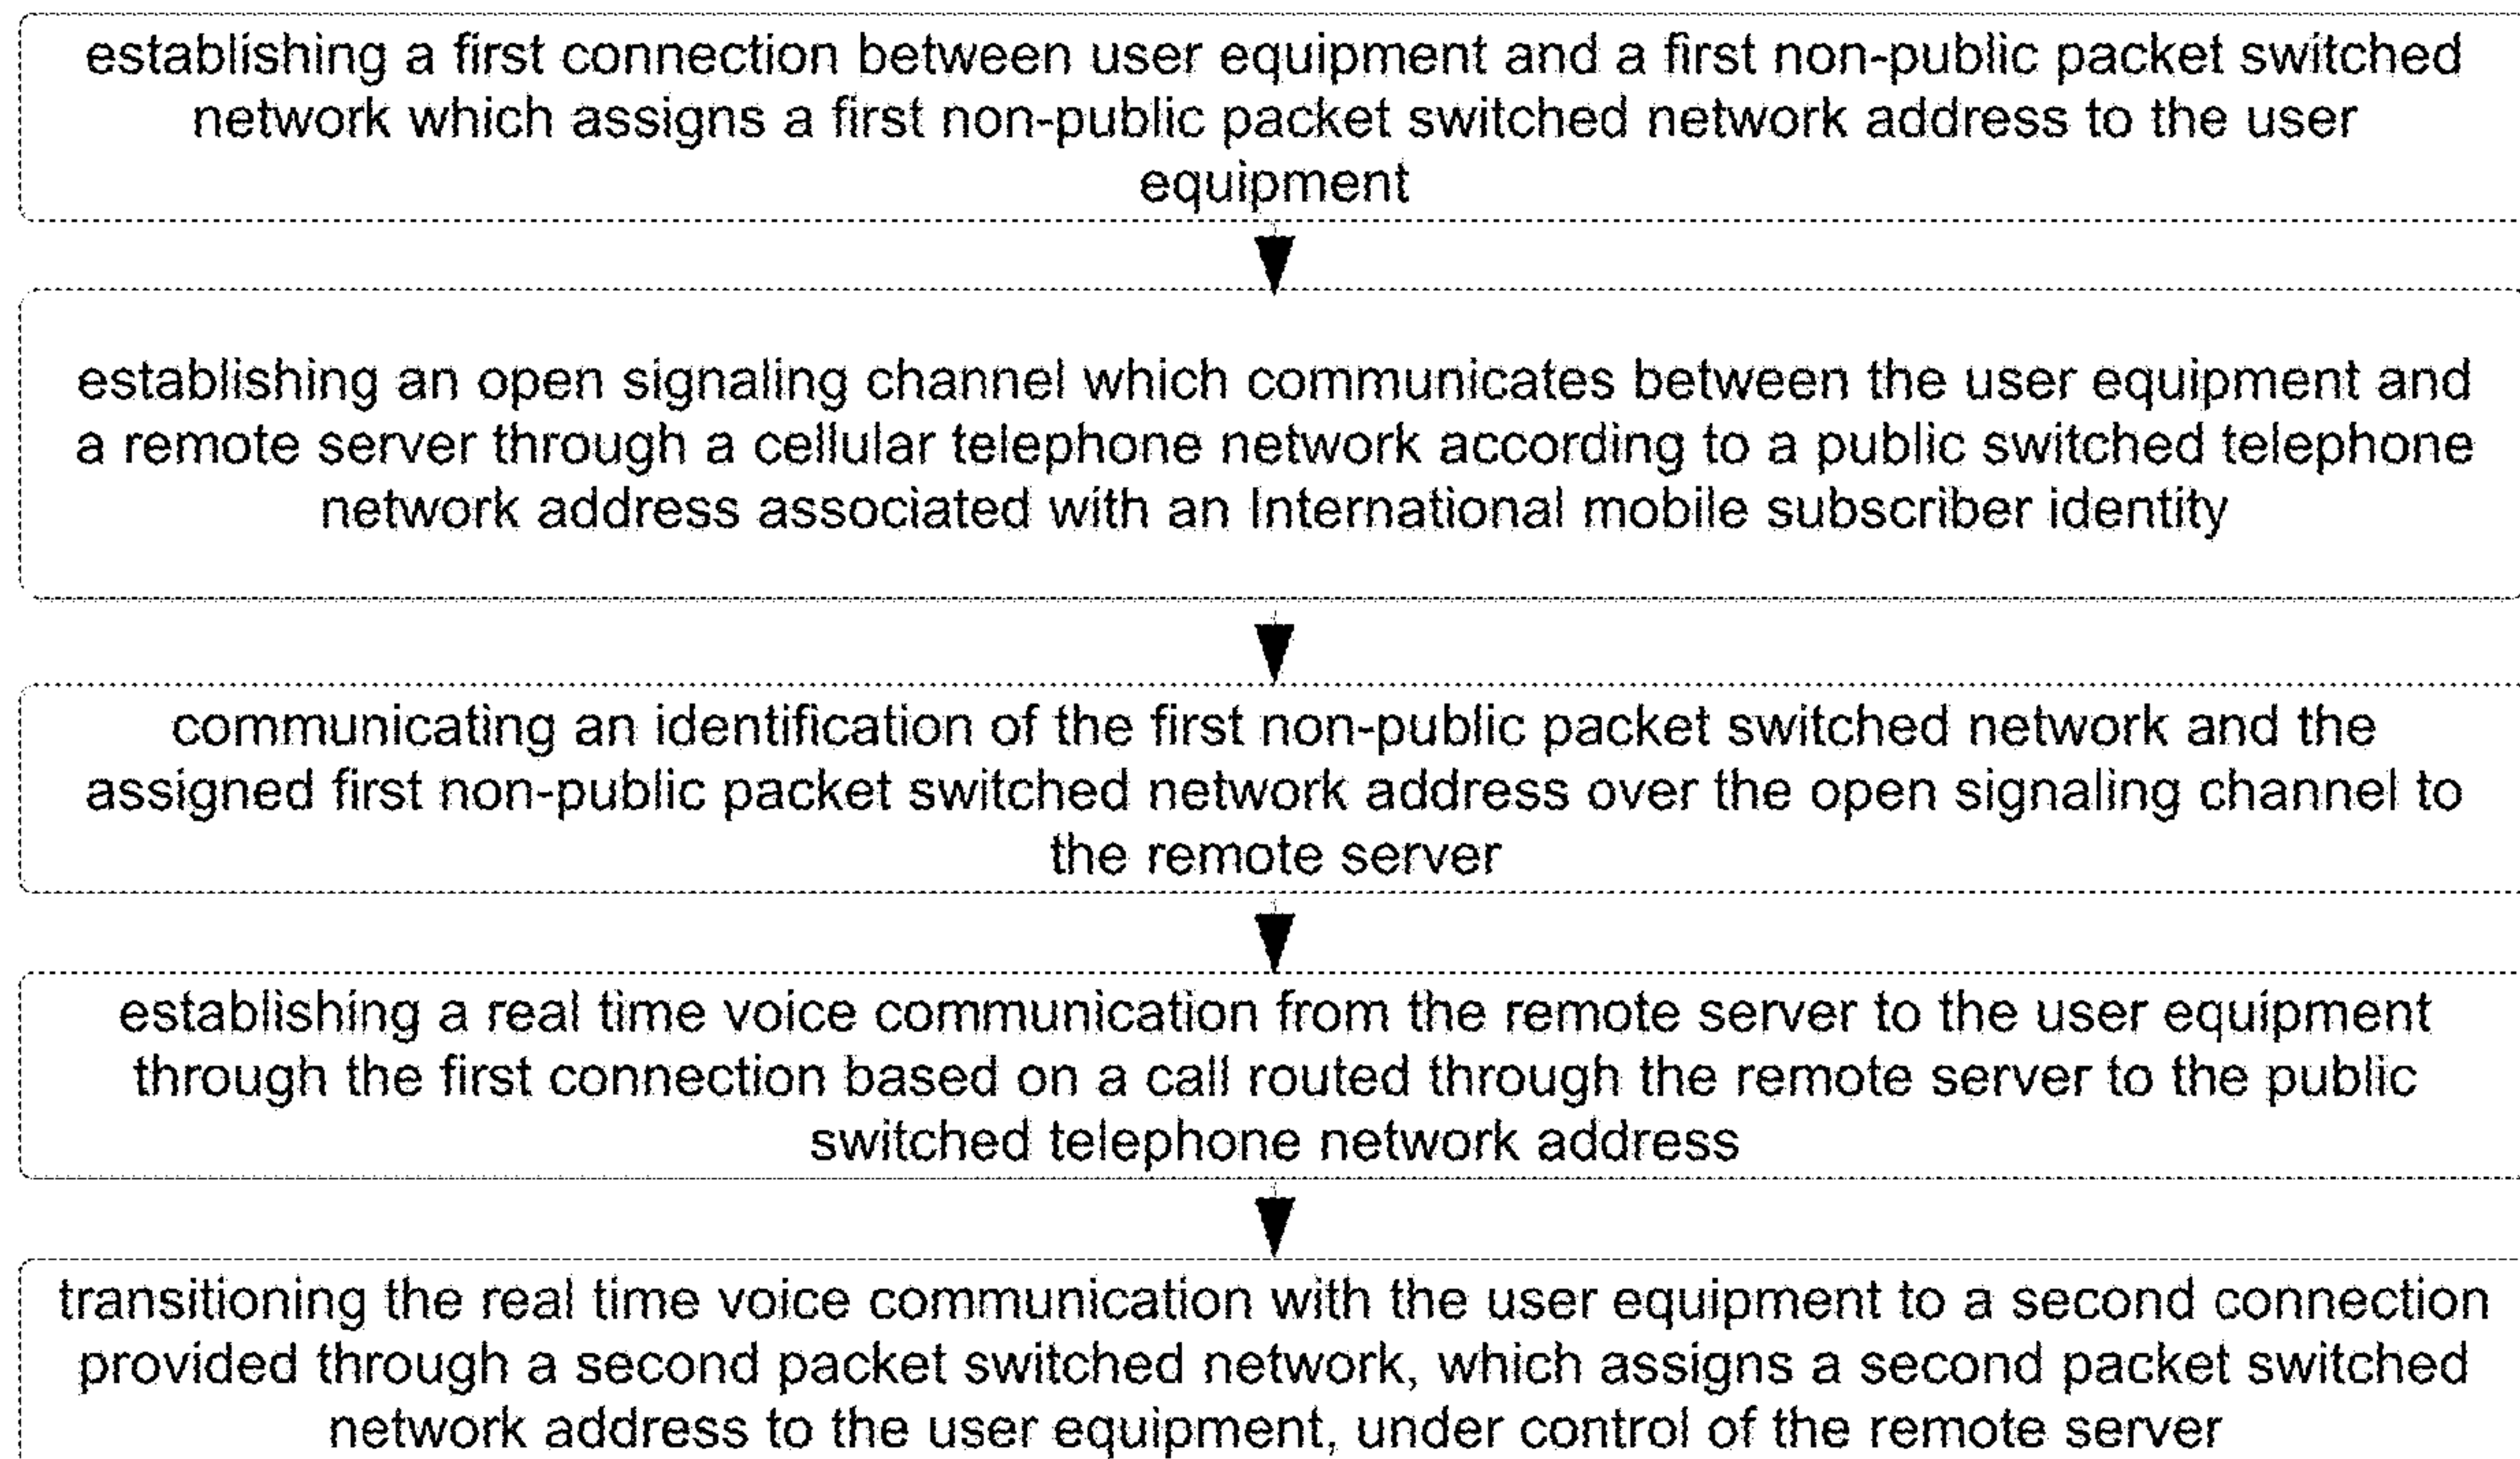 establishing a first connection between user equipment and a first non-public packet switched
network which assigns a first non-public packet switched network address to the user
equipment
establishing an open signaling channel which communicates between the user equipment and
a remote server through a cellular telephone network according to a public switched telephone
network address associated with an International mobile subscriber identity
communicating an identification of the first non-public packet switched network and the
assigned first non-public packet switched network address over the open signaling channel to
the remote server
establishing a real time voice communication from the remote server to the user equipment
through the first connection based on a call routed through the remote server to the public
switched telephone network address
transitioning the real time voice communication with the user equipment to a second connection
provided through a second packet switched network, which assigns a second packet switched
network address to the user equipment, under control of the remote server